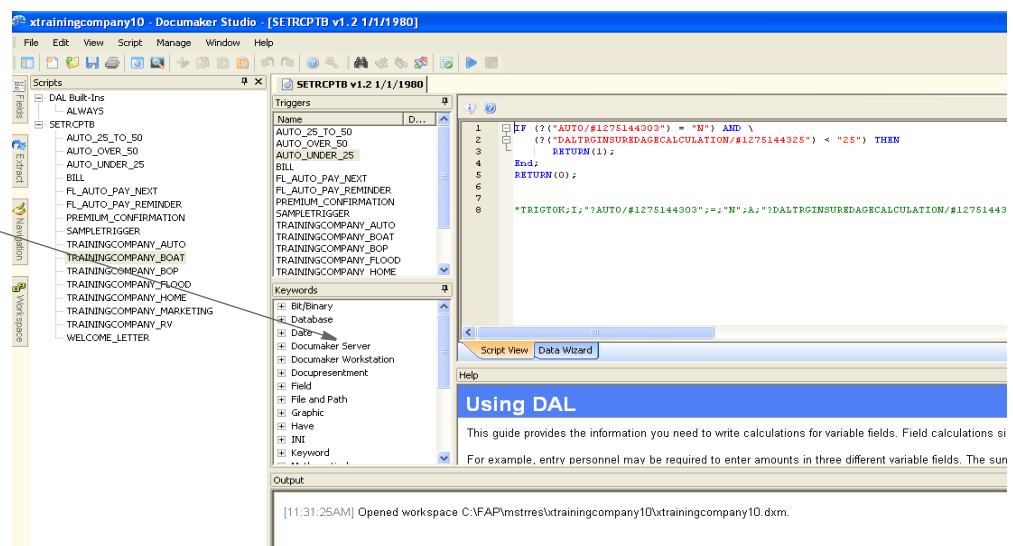 xtrainingcompany10 - Documaker Studio - [SETRCPTB v1.2 1/1/1980]
File Edit View Script Manage Window Help
Scripts
SETRCPTB v1.2 1/1/1980
Fields
Extract
Navigation
Workspace
DAL Built-Ins
ALWAYS
SETRCPTB
AUTO_25_TO_50
AUTO_OVER_50
AUTO_UNDER_25
BILL
FL_AUTO_PAY_NEXT
FL_AUTO_PAY_REMINDER
PREMIUM_CONFIRMATION
SAMPLETRIGGER
TRAININGCOMPANY_AUTO
TRAININGCOMPANY_BOAT
TRAININGCOMPANY_BOP
TRAININGCOMPANY_FLOOD
TRAININGCOMPANY_HOME
TRAININGCOMPANY_MARKETING
TRAININGCOMPANY_RV
WELCOME_LETTER
Triggers
Name D...
AUTO_25_TO_50
AUTO_OVER_50
AUTO_UNDER_25
BILL
FL_AUTO_PAY_NEXT
FL_AUTO_PAY_REMINDER
PREMIUM_CONFIRMATION
SAMPLETRIGGER
TRAININGCOMPANY_AUTO
TRAININGCOMPANY_BOAT
TRAININGCOMPANY_BOP
TRAININGCOMPANY_FLOOD
TRAININGCOMPANY_HOME
Keywords
Bit/Binary
Database
Date
Documaker Server
Documaker Workstation
Docupresentment
Field
File and Path
Graphic
Have
INI
Keyword
1 IF (?("AUTO/#1275144303") = "N") AND \
2 (?("DALTRGINSUREDAGECALCULATION/#1275144325") < "25") THEN
3 RETURN(1);
4 End;
5 RETURN(0);
6
7
8 *TRIGTOK;I;"?AUTO/#1275144303";=;"N";A;"?DALTRGINSUREDAGECALCULATION/#1275143
Script View Data Wizard
Help
Using DAL
This guide provides the information you need to write calculations for variable fields. Field calculations si
For example, entry personnel may be required to enter amounts in three different variable fields. The sun
Output
[11:31:25AM] Opened workspace C:\FAP\mstrres\xtrainingcompany10\xtrainingcompany10.dxm.